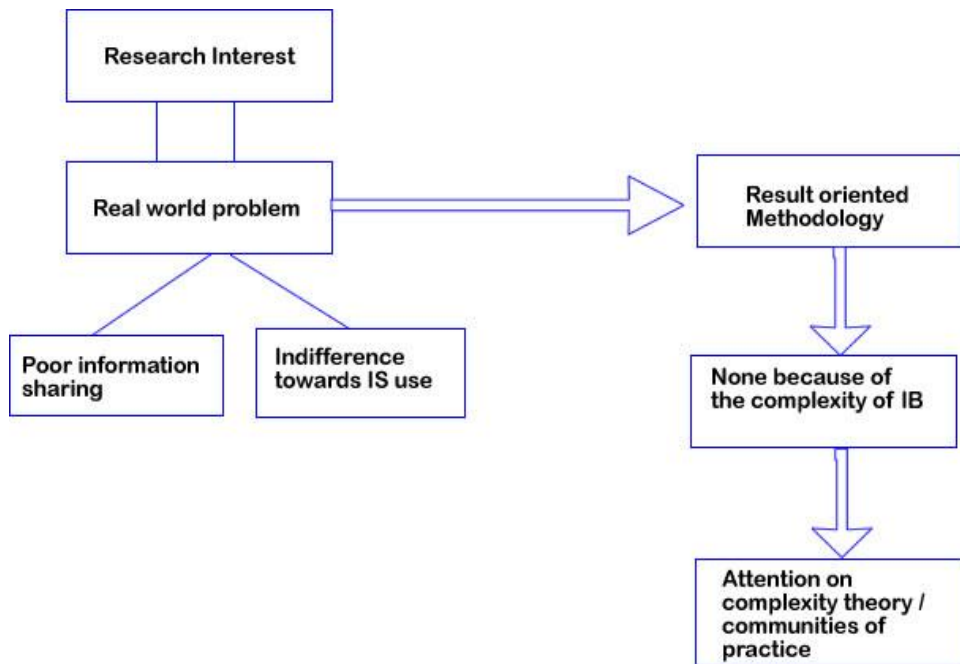 Research Interest
Real world problem
Result oriented
Methodology
Poor information
sharing
Indifference
towards IS use
None because of
the complexity of IB
Attention on
complexity theory /
communities of
practice